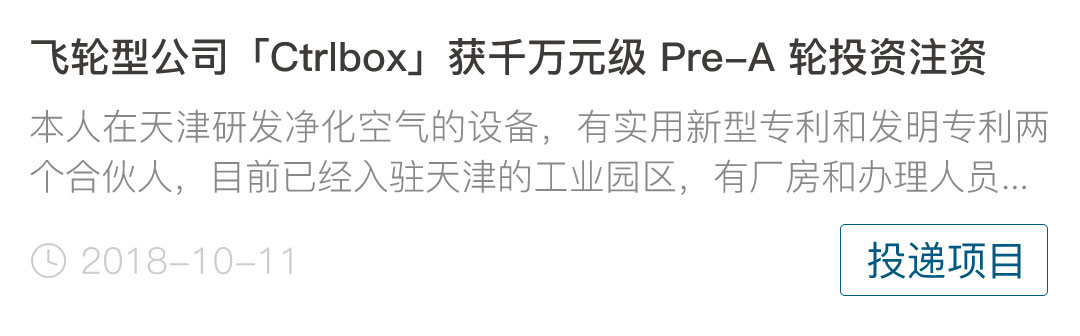 飞轮型公司「Ctrlbox」获千万元级 Pre-A 轮投资注资
本人在天津研发净化空气的设备，有实用新型专利和发明专利两
个合伙人，目前已经入驻天津的工业园区，有厂房和办理人员...
2018-10-11
投递项目